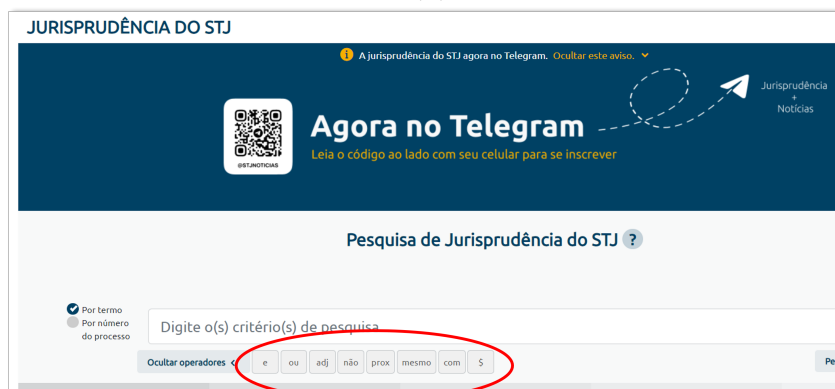 JURISPRUDÊNCIA DO STJ
A jurisprudência do STJ agora no Telegram. Ocultar este aviso.
Jurisprudência
+
Notícias
Agora no Telegram
Leia o código ao lado com seu celular para se inscrever
@STJNOTICIAS
Pesquisa de Jurisprudência do STJ ?
Por termo
Por número
do processo
Digite o(s) critério(s) de pesquisa
Ocultar operadores < e ou adj não prox mesmo com $
Pe